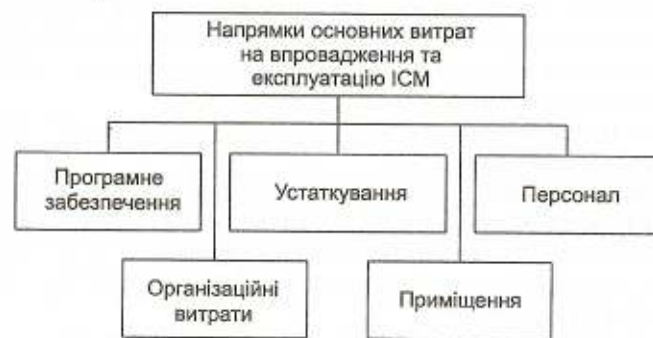 Напрямки основних витрат
на впровадження та
експлуатацію ІСМ
Програмне
забезпечення
Устаткування
Персонал
Організаційні
витрати
Приміщення